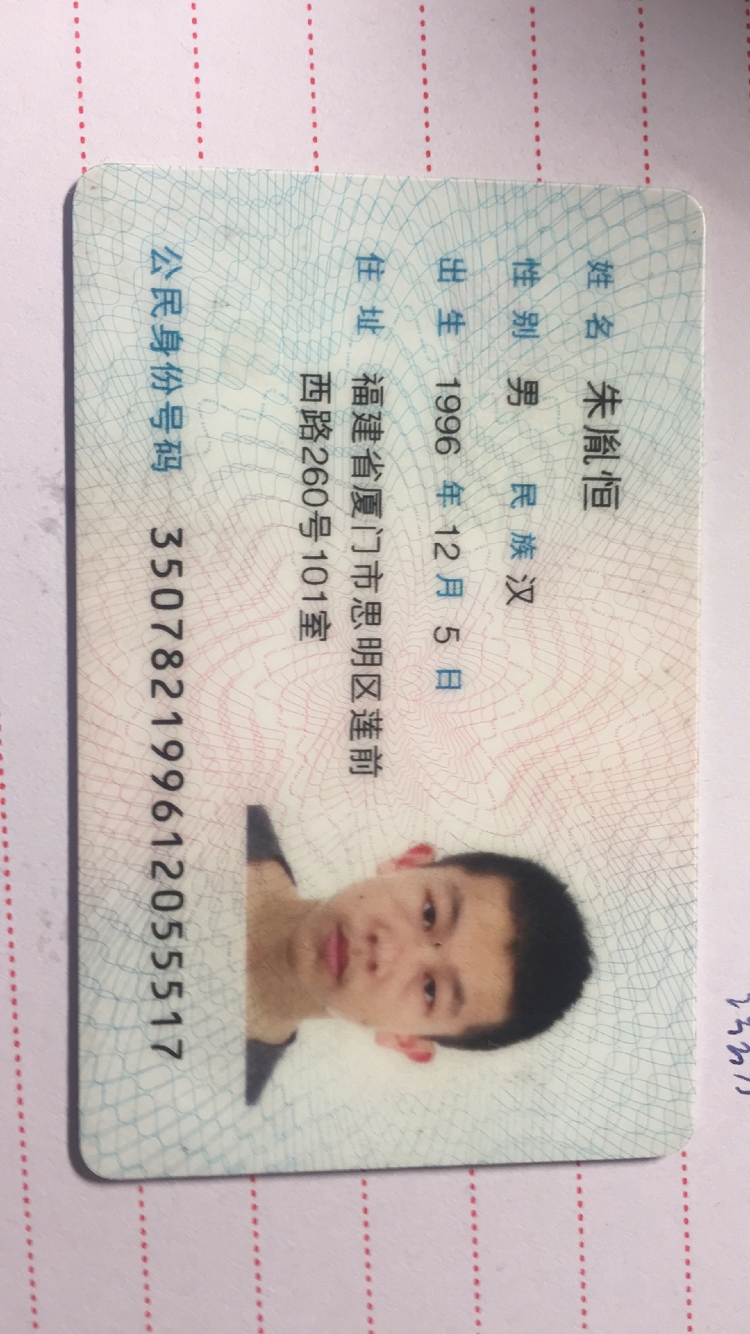 姓名 朱胤恒
性别 男 民族 汉
出生 1996 年 12 月 5 日
住址 福建省厦门市思明区莲前
西路260号101室
公民身份号码 350782199612055517